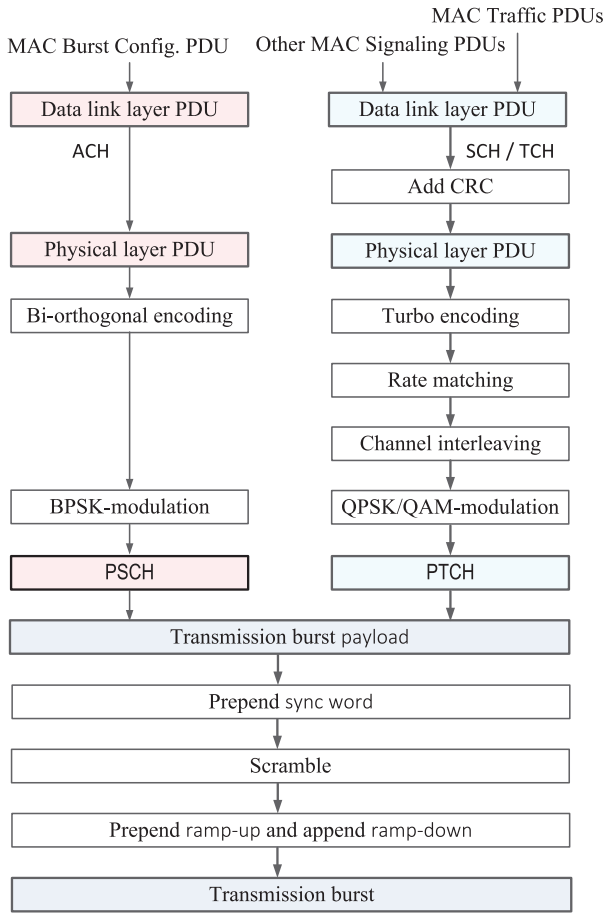 MAC Traffic PDUs
MAC Burst Config. PDU
Other MAC Signaling PDUs
Data link layer PDU
Data link layer PDU
ACH
SCH / TCH
Add CRC
Physical layer PDU
Physical layer PDU
Bi-orthogonal encoding
Turbo encoding
Rate matching
Channel interleaving
BPSK-modulation
QPSK/QAM-modulation
PSCH
PTCH
Transmission burst payload
Prepend sync word
Scramble
Prepend ramp-up and append ramp-down
Transmission burst